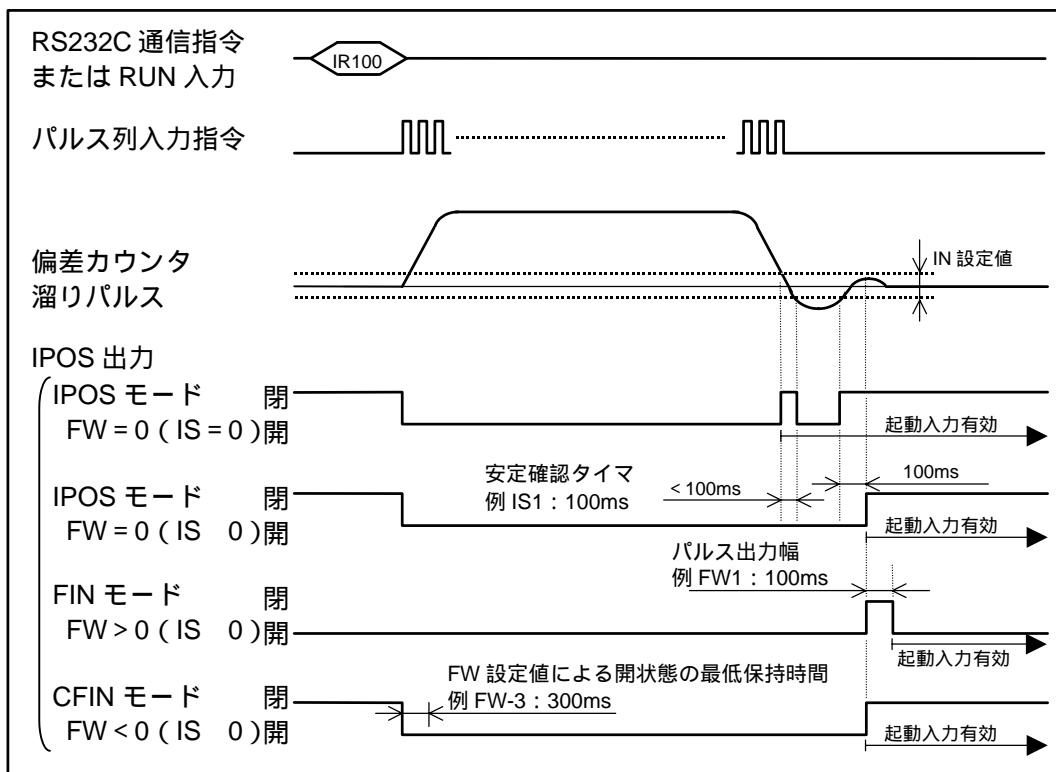 RS232C 通信指令
または RUN 入力
IR100
パルス列入力指令
偏差カウンタ
溜りパルス
IN 設定値
IPOS 出力
IPOS モード 閉
FW = 0 ( IS = 0 ) 開
起動入力有効
安定確認タイマ
例 IS1 : 100ms
< 100ms
100ms
IPOS モード 閉
FW = 0 ( IS 0 ) 開
起動入力有効
パルス出力幅
例 FW1 : 100ms
FIN モード 閉
FW > 0 ( IS 0 ) 開
起動入力有効
FW 設定値による開状態の最低保持時間
例 FW-3 : 300ms
CFIN モード 閉
FW < 0 ( IS 0 ) 開
起動入力有効